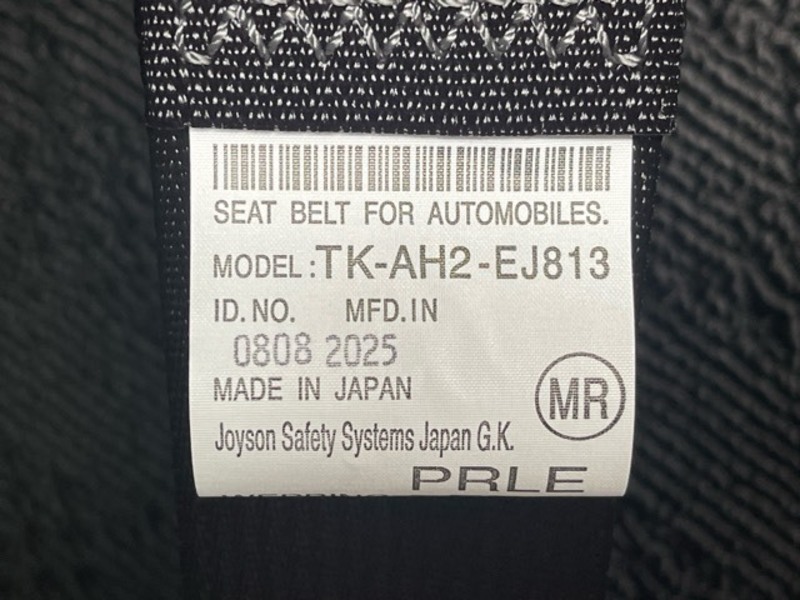 SEAT BELT FOR AUTOMOBILES.
MODEL:TK-AH2-EJ813
ID.NO. MFD.IN
0808 2025
MADE IN JAPAN
MR
Joyson Safety Systems Japan G.K.
PRLE